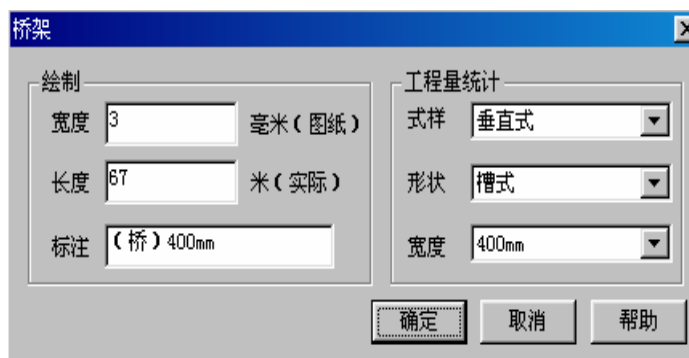 桥架
绘制
宽度 3 毫米(图纸)
长度 67 米(实际)
标注 (桥)400mm
工程量统计
式样 垂直式
形状 槽式
宽度 400mm
确定 取消 帮助